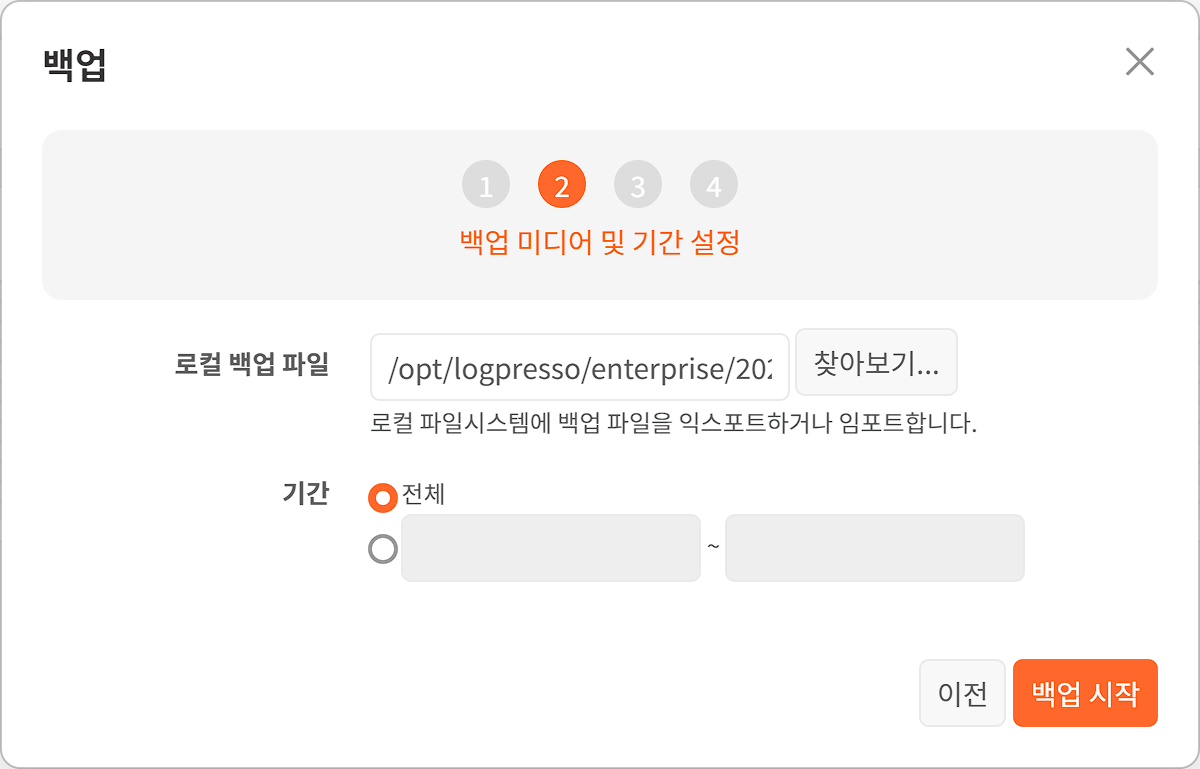 백업
1 2 3 4
백업 미디어 및 기간 설정
로컬 백업 파일 /opt/logpresso/enterprise/202 찾아보기...
로컬 파일시스템에 백업 파일을 익스포트하거나 임포트합니다.
기간 전체
~
이전 백업 시작